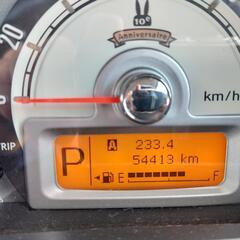 20
10e
Anniversaire
km/h
TRIP
A 233.4
P 54413 km
E F